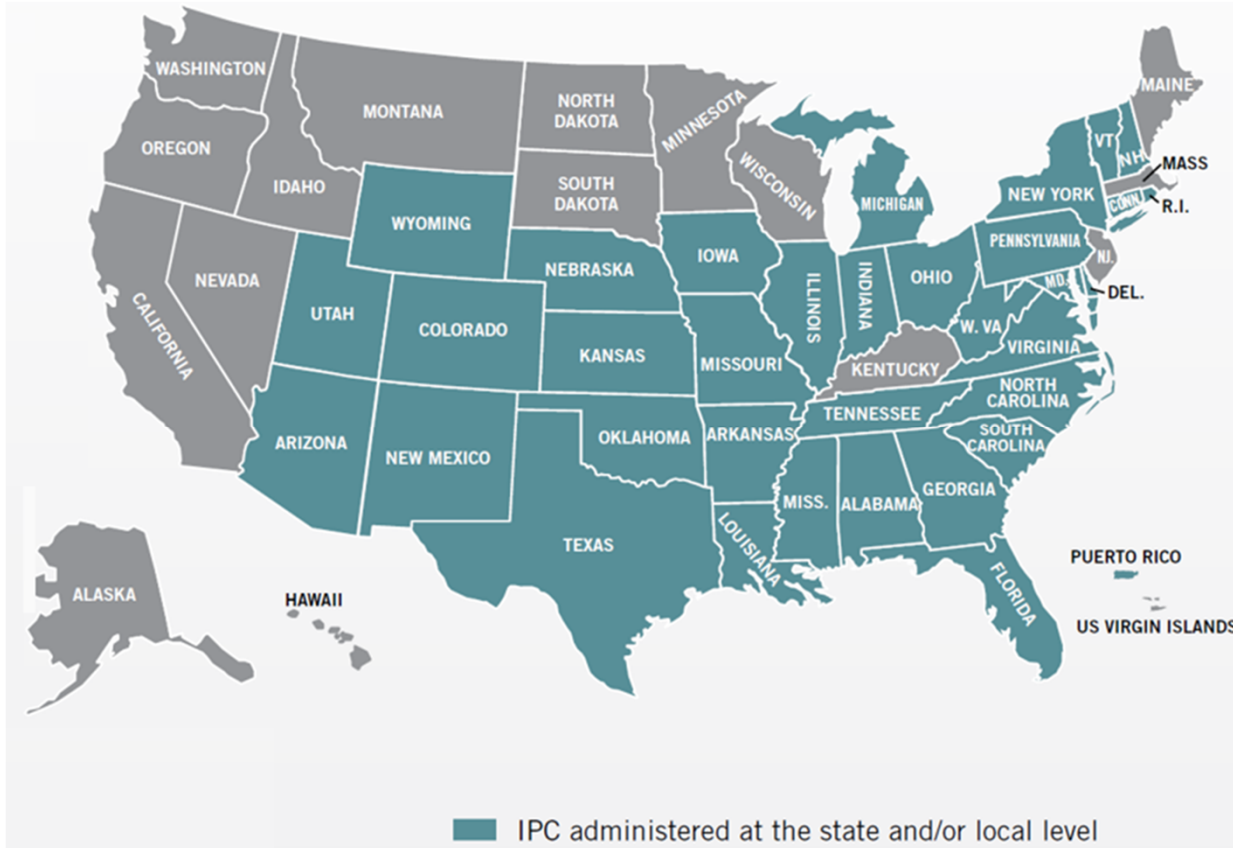 WASHINGTON
OREGON
CALIFORNIA
NEVADA
IDAHO
MONTANA
WYOMING
UTAH
COLORADO
ARIZONA
NEW MEXICO
NORTH
DAKOTA
SOUTH
DAKOTA
NEBRASKA
KANSAS
OKLAHOMA
TEXAS
MINNESOTA
IOWA
MISSOURI
ARKANSAS
LOUISIANA
WISCONSIN
ILLINOIS
MICHIGAN
INDIANA
OHIO
KENTUCKY
TENNESSEE
MISS.
ALABAMA
GEORGIA
FLORIDA
SOUTH
CAROLINA
NORTH
CAROLINA
VIRGINIA
W. VA
MD.
DEL.
PENNSYLVANIA
NJ.
NEW YORK
CONN.
R.I.
MASS
VT
NH
MAINE
ALASKA
HAWAII
PUERTO RICO
US VIRGIN ISLANDS
IPC administered at the state and/or local level